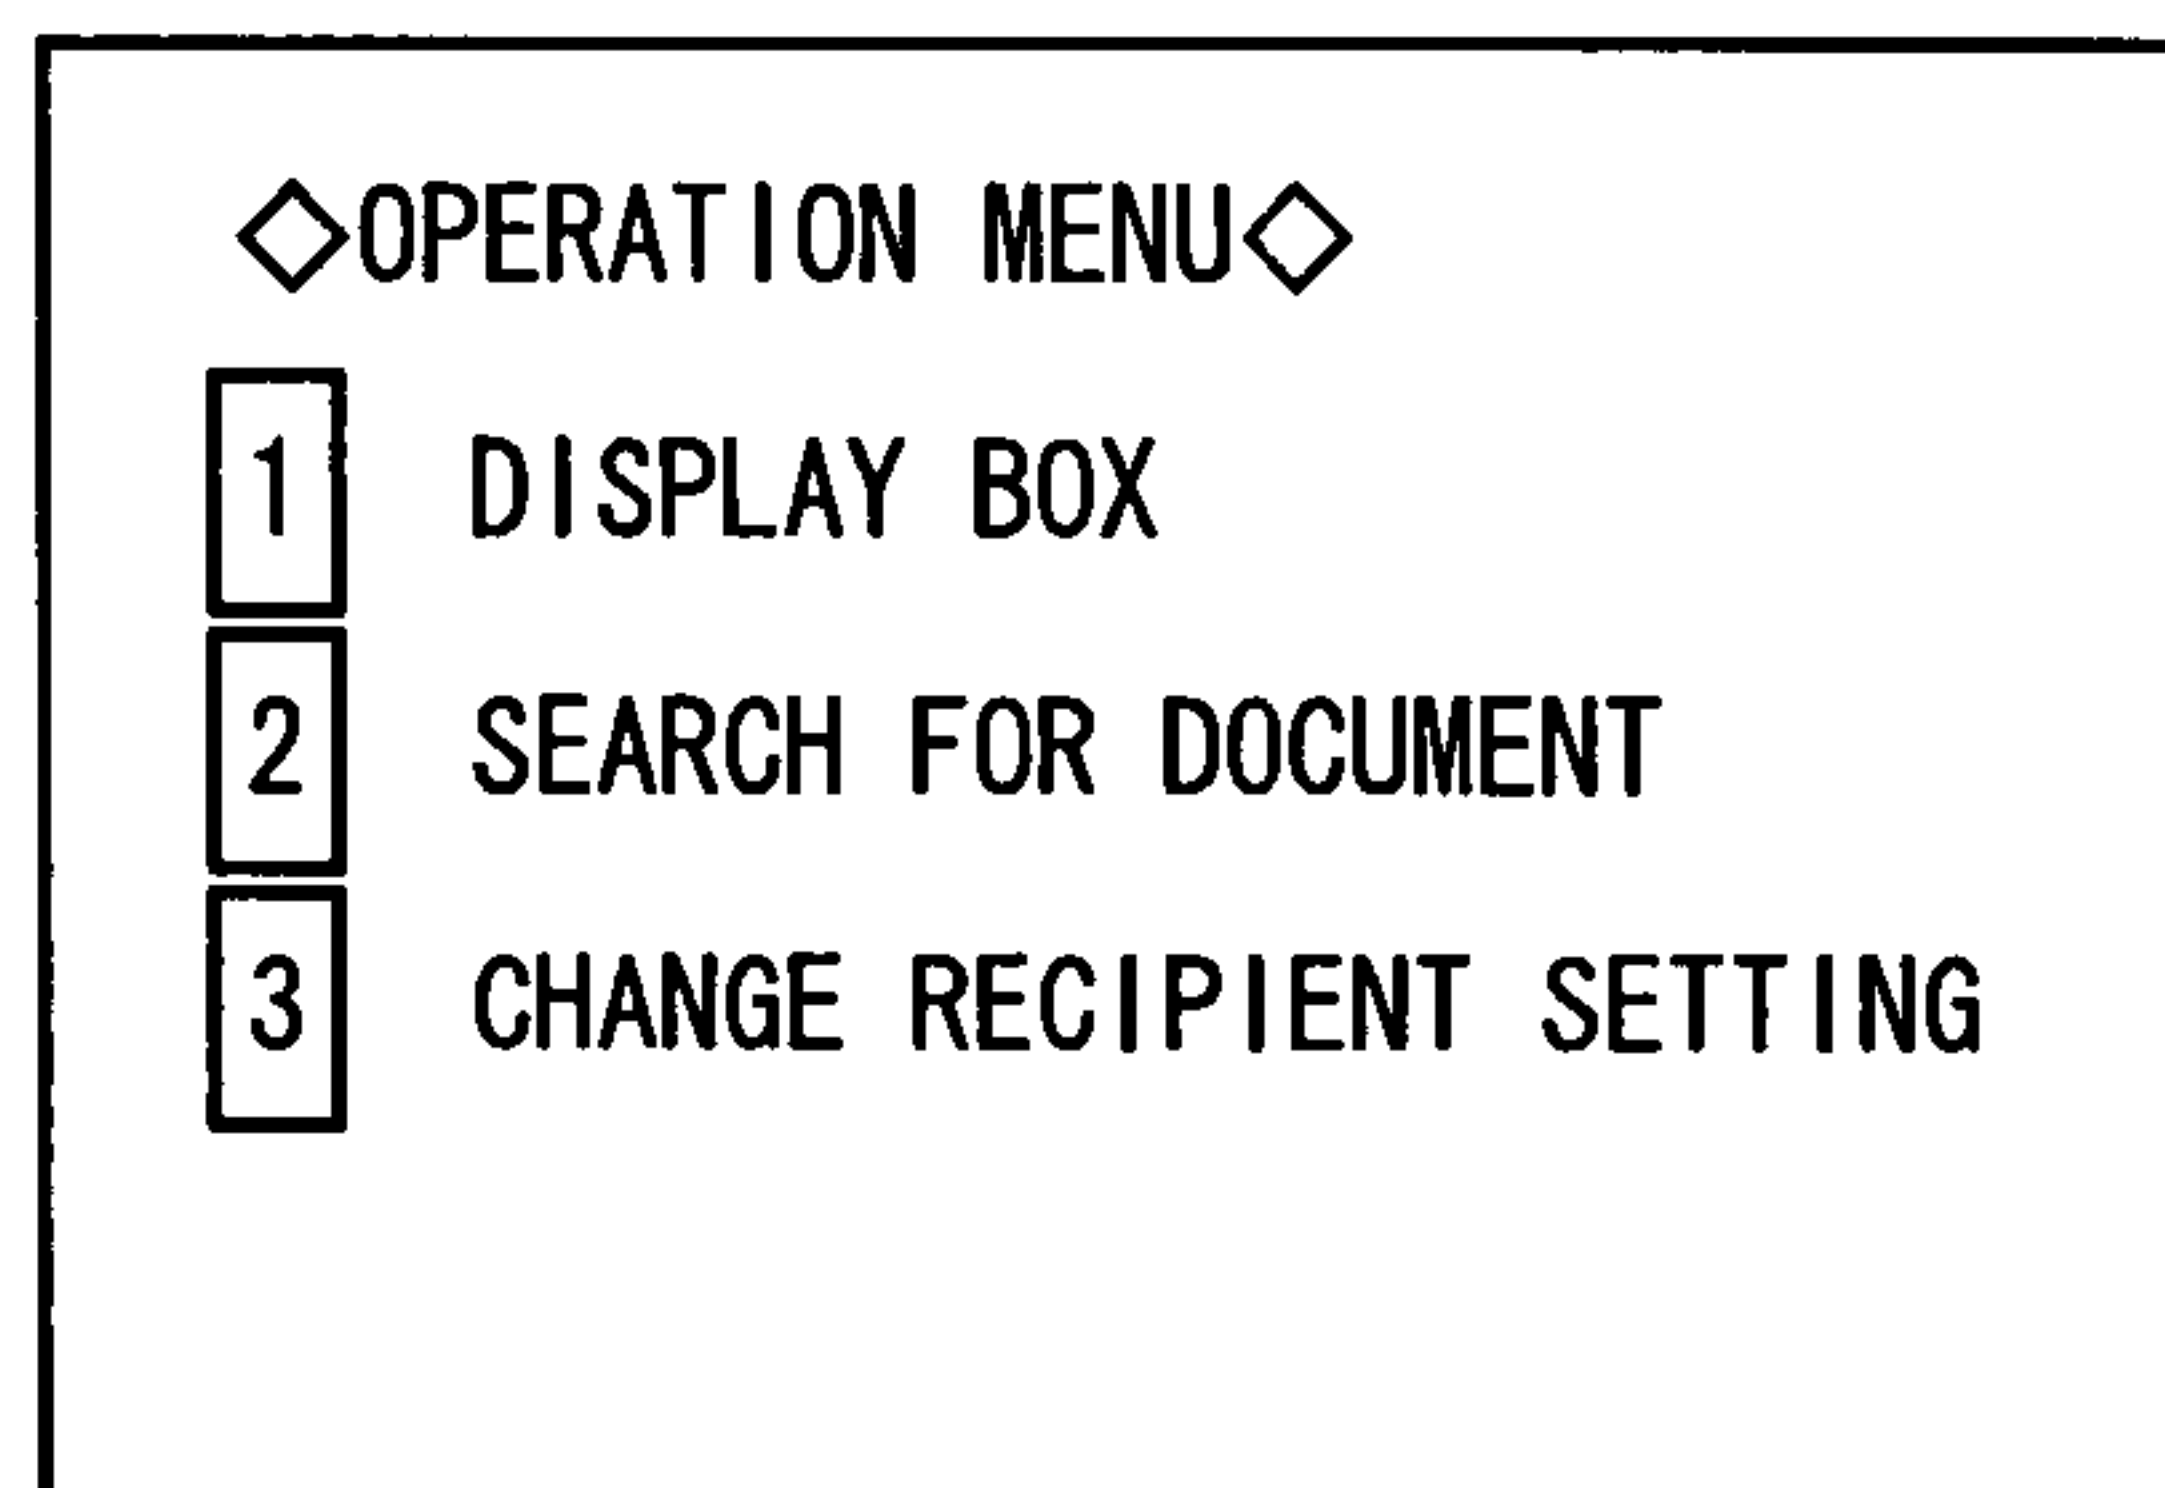 ◇OPERATION MENU◇
1 DISPLAY BOX
2 SEARCH FOR DOCUMENT
3 CHANGE RECIPIENT SETTING